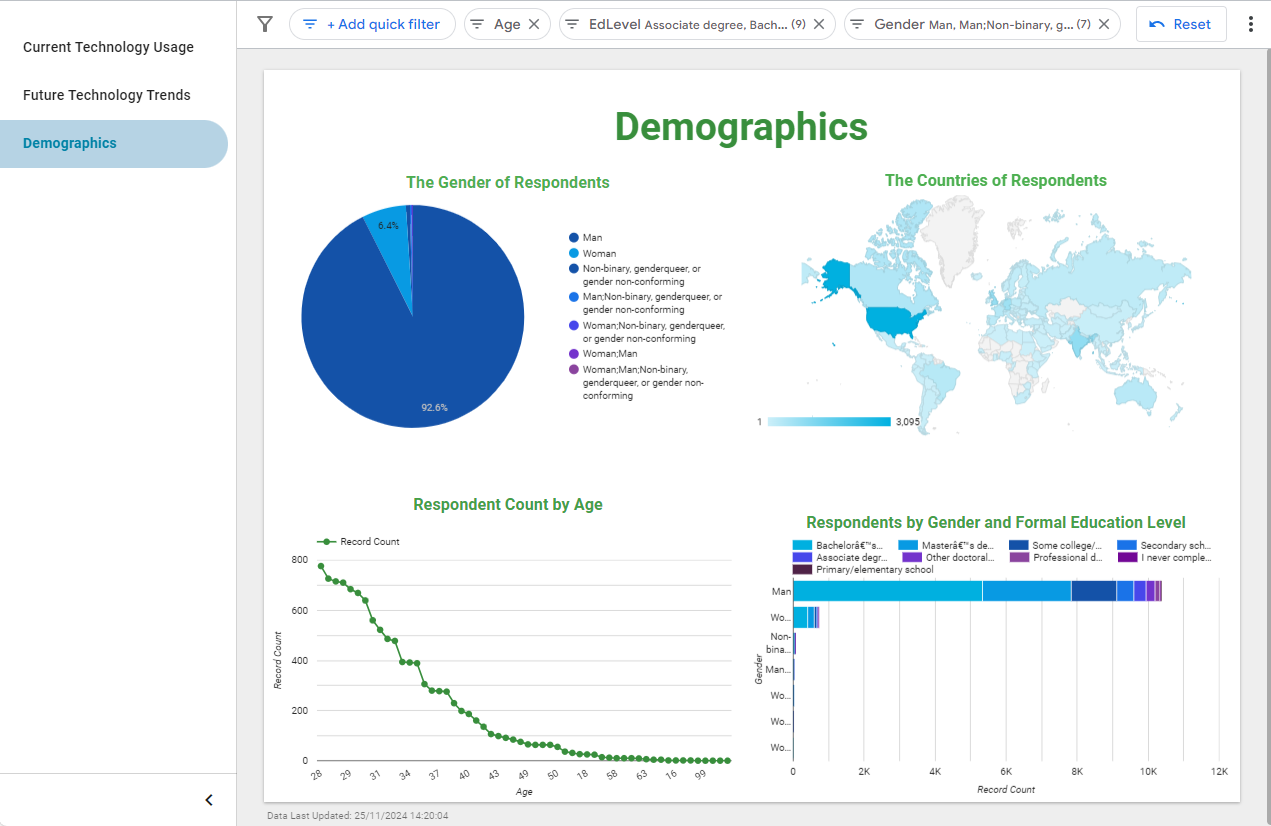 Current Technology Usage
Future Technology Trends
Demographics
+ Add quick filter
Age
EdLevel Associate degree, Bach... (9)
Gender Man, Man;Non-binary, g... (7)
Reset
Demographics
The Gender of Respondents
6.4%
92.6%
Man
Woman
Non-binary, genderqueer, or
gender non-conforming
Man;Non-binary, genderqueer, or
gender non-conforming
Woman;Non-binary, genderqueer,
or gender non-conforming
Woman;Man
Woman;Man;Non-binary,
genderqueer, or gender non-
conforming
The Countries of Respondents
1
3,095
Respondent Count by Age
Record Count
800
600
400
200
0
Record Count
28
29
31
34
37
40
43
49
50
18
58
63
16
99
Age
Respondents by Gender and Formal Education Level
Bachelorâ€™s...
Masterâ€™s de...
Some college/...
Secondary sch...
Associate degr...
Other doctoral...
Professional d...
I never comple...
Primary/elementary school
Gender
Man
Wo...
Non-
bina...
Man...
Wo...
Wo...
Wo...
0
2K
4K
6K
8K
10K
12K
Record Count
Data Last Updated: 25/11/2024 14:20:04